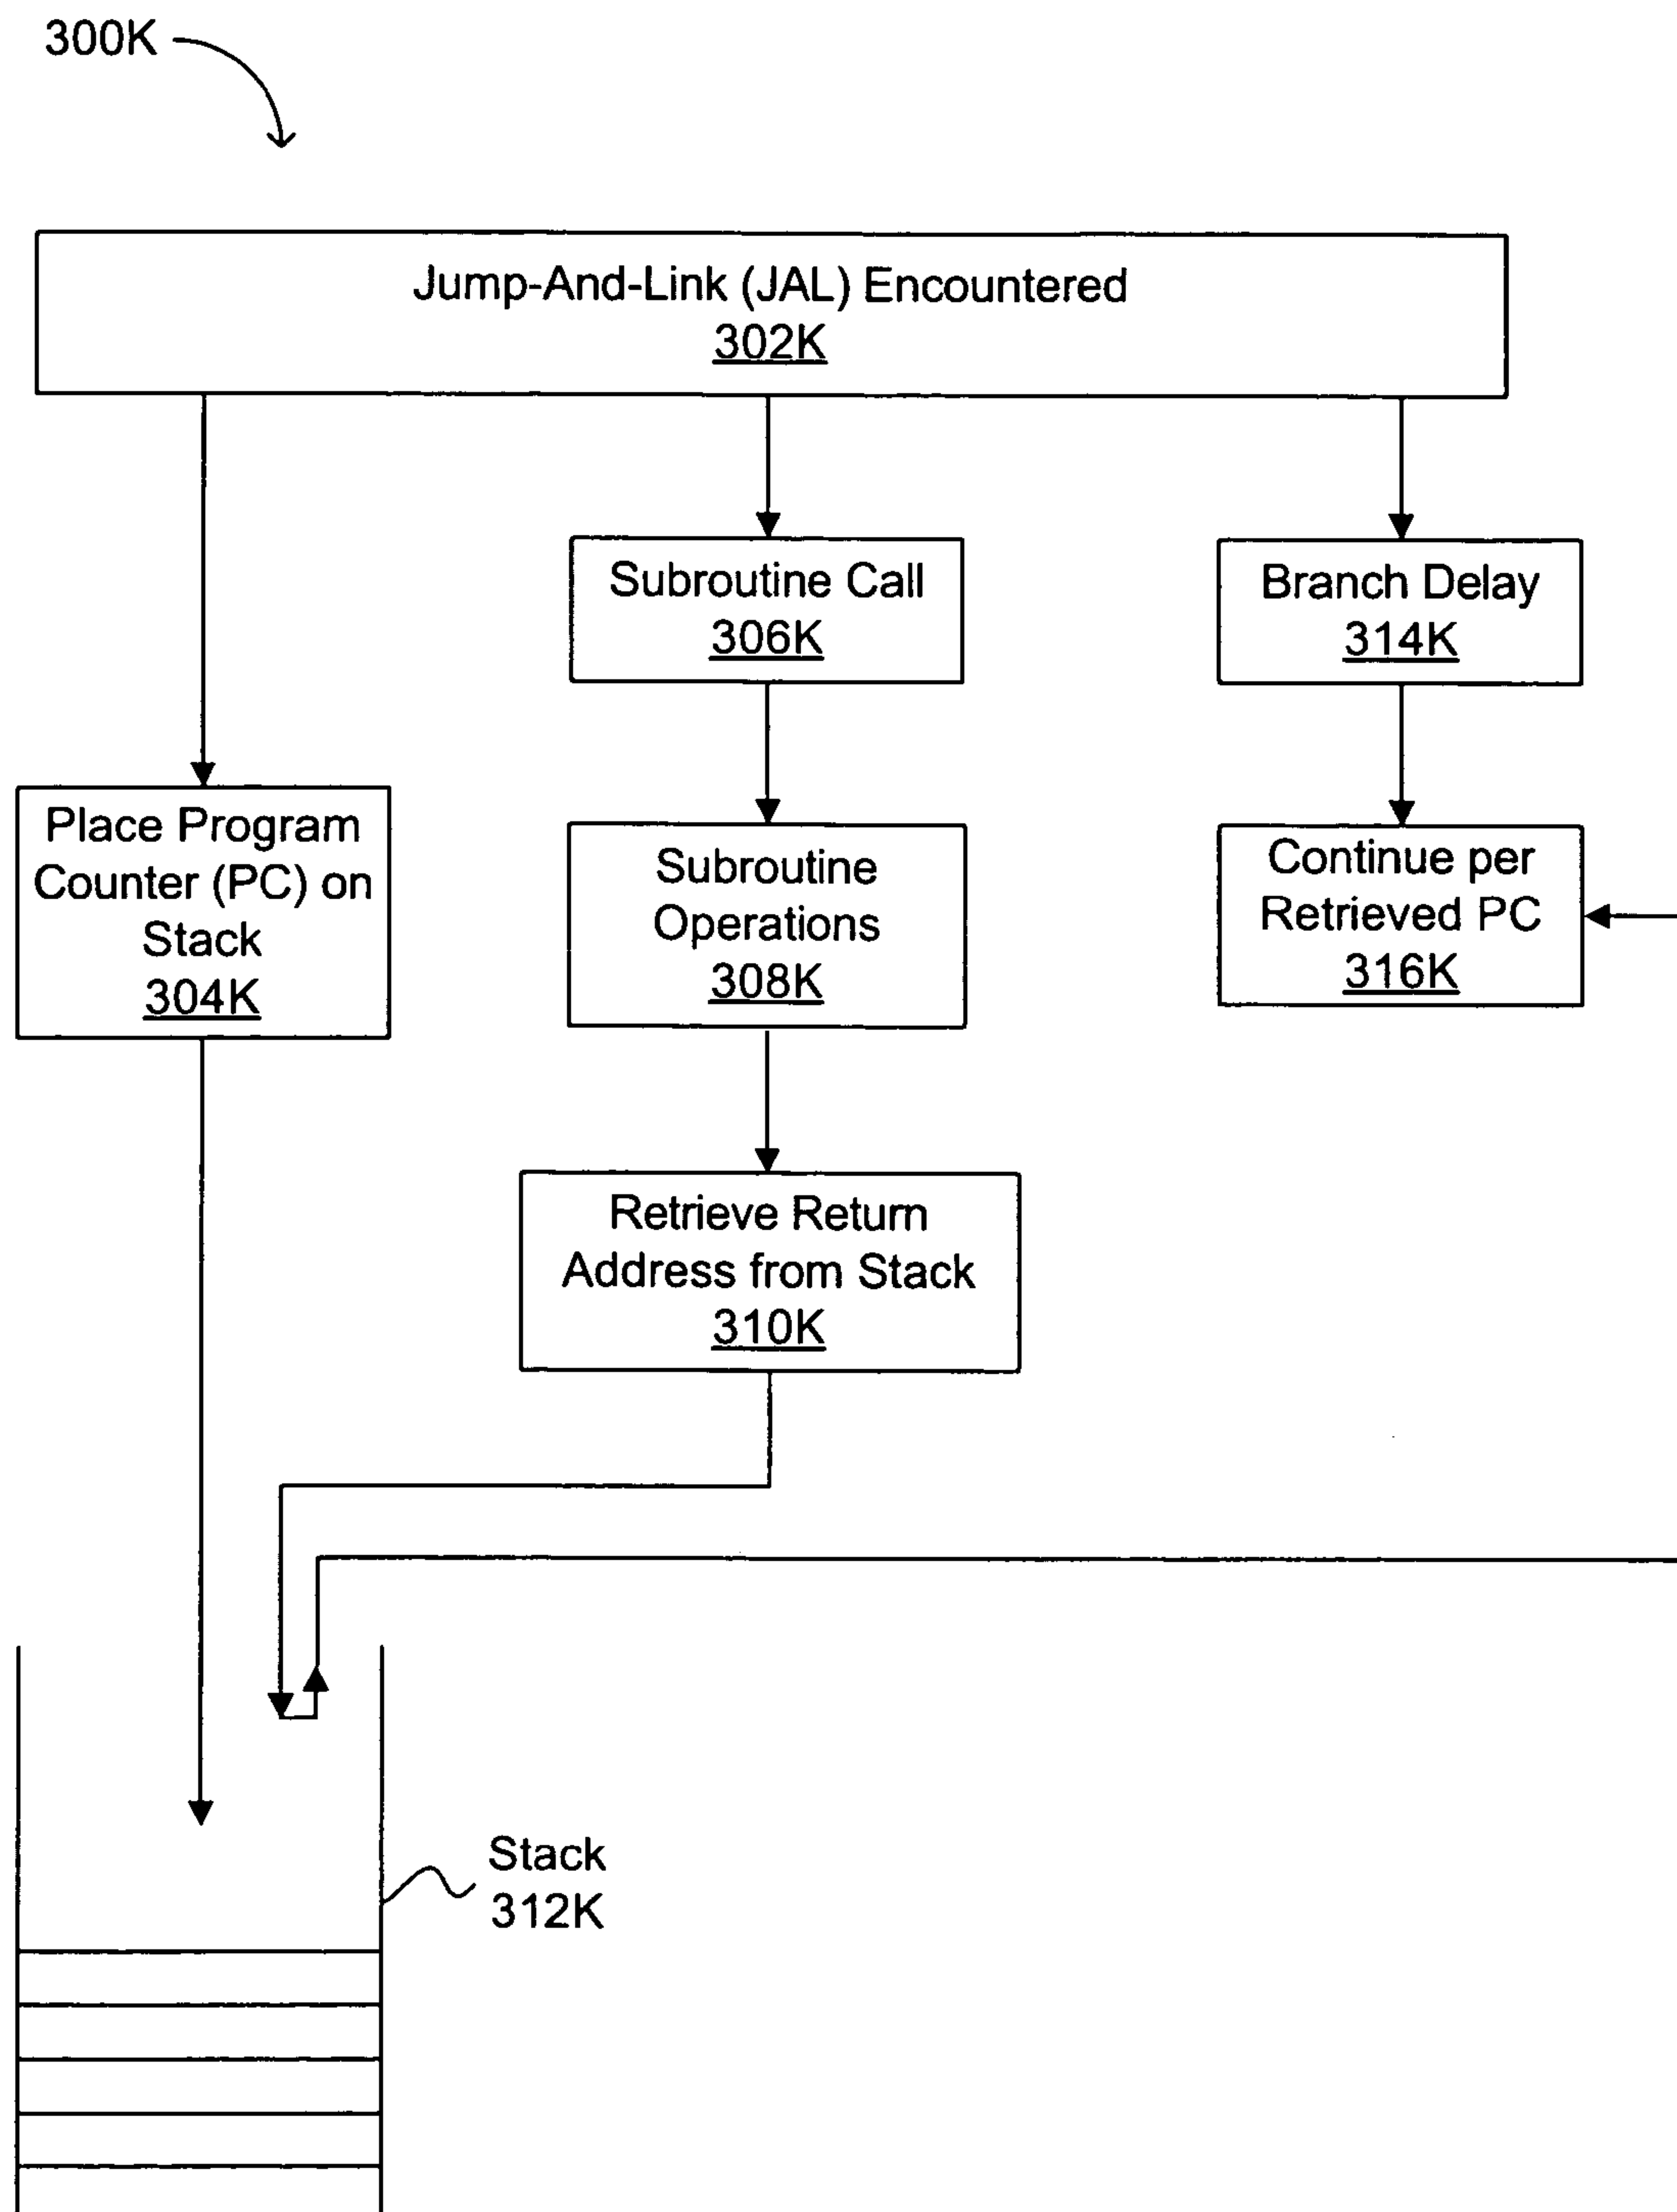 300K
Jump-And-Link (JAL) Encountered
302K
Subroutine Call
306K
Branch Delay
314K
Place Program
Counter (PC) on
Stack
304K
Subroutine
Operations
308K
Continue per
Retrieved PC
316K
Retrieve Return
Address from Stack
310K
Stack
312K